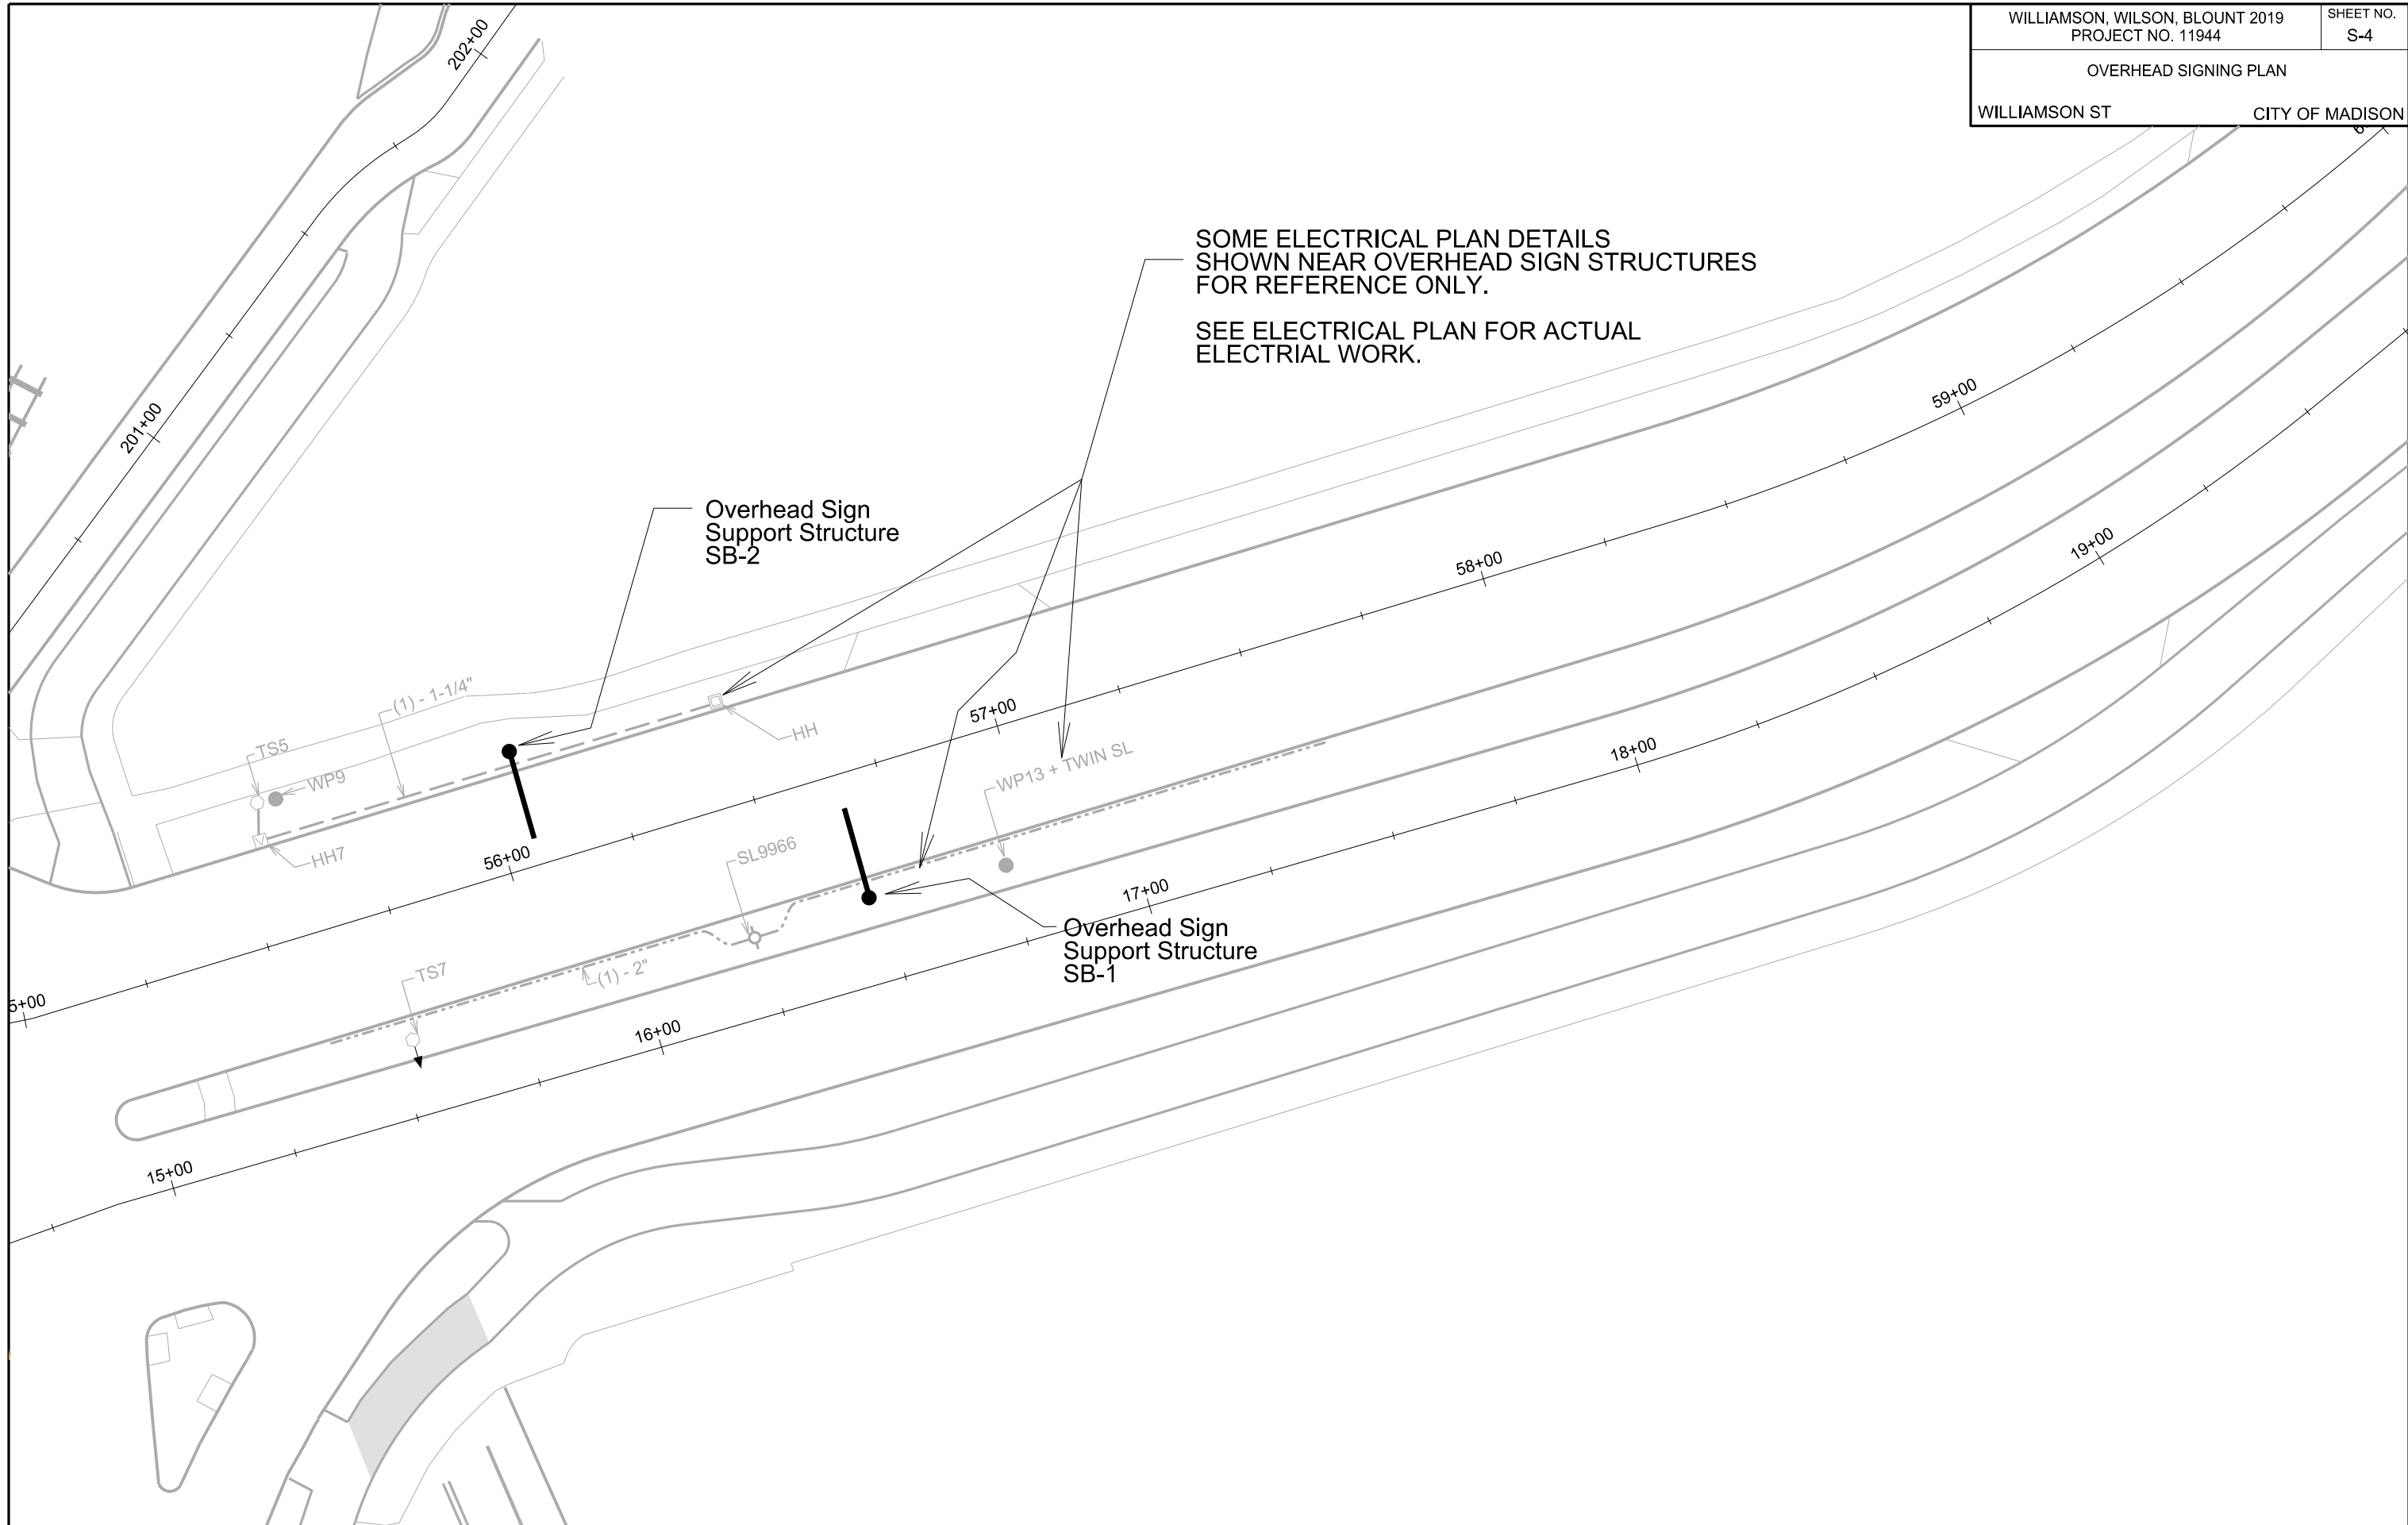 WILLIAMSON, WILSON, BLOUNT 2019
PROJECT NO. 11944
SHEET NO.
S-4
OVERHEAD SIGNING PLAN
WILLIAMSON ST
CITY OF MADISON
202+00
201+00
SOME ELECTRICAL PLAN DETAILS
SHOWN NEAR OVERHEAD SIGN STRUCTURES
FOR REFERENCE ONLY.
SEE ELECTRICAL PLAN FOR ACTUAL
ELECTRIAL WORK.
59+00
Overhead Sign
Support Structure
SB-2
19+00
58+00
(1) - 1-1/4"
57+00
HH
TS5
WP9
18+00
WP13 + TWIN SL
HH7
56+00
SL9966
17+00
Overhead Sign
Support Structure
SB-1
TS7
(1) - 2"
5+00
16+00
15+00